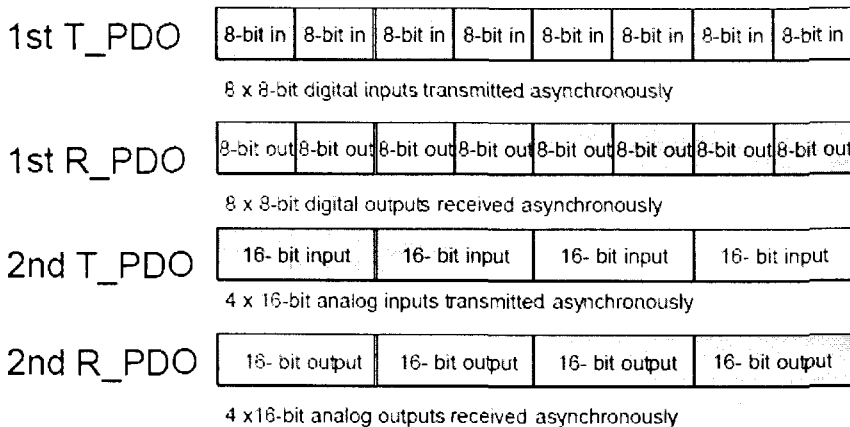 1st T_PDO
8-bit in 8-bit in 8-bit in 8-bit in 8-bit in 8-bit in 8-bit in 8-bit in
8 x 8-bit digital inputs transmitted asynchronously
1st R_PDO
8-bit out 8-bit out 8-bit out 8-bit out 8-bit out 8-bit out 8-bit out 8-bit out
8 x 8-bit digital outputs received asynchronously
2nd T_PDO
16- bit input 16- bit input 16- bit input 16- bit input
4 x 16-bit analog inputs transmitted asynchronously
2nd R_PDO
16- bit output 16- bit output 16- bit output 16- bit output
4 x16-bit analog outputs received asynchronously